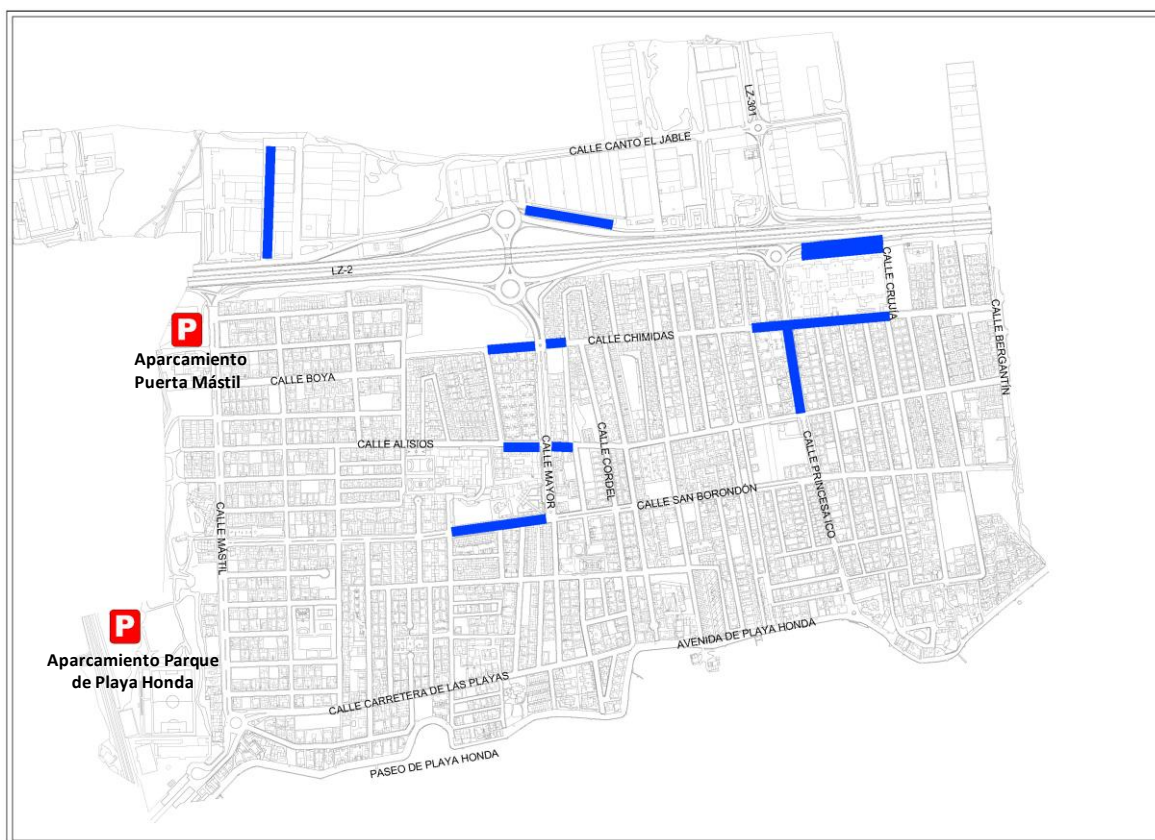 LZ-301
CALLE CANTO EL JABLE
LZ-2
CALLE CRUJÍA
P
Aparcamiento
Puerta Mástil
CALLE CHIMIDAS
CALLE BERGANTÍN
CALLE BOYA
CALLE ALISIOS
CALLE MAYOR
CALLE CORDEL
CALLE PRINCESA ICO
CALLE SAN BORONDÓN
CALLE MÁSTIL
P
Aparcamiento Parque
de Playa Honda
AVENIDA DE PLAYA HONDA
CALLE CARRETERA DE LAS PLAYAS
PASEO DE PLAYA HONDA